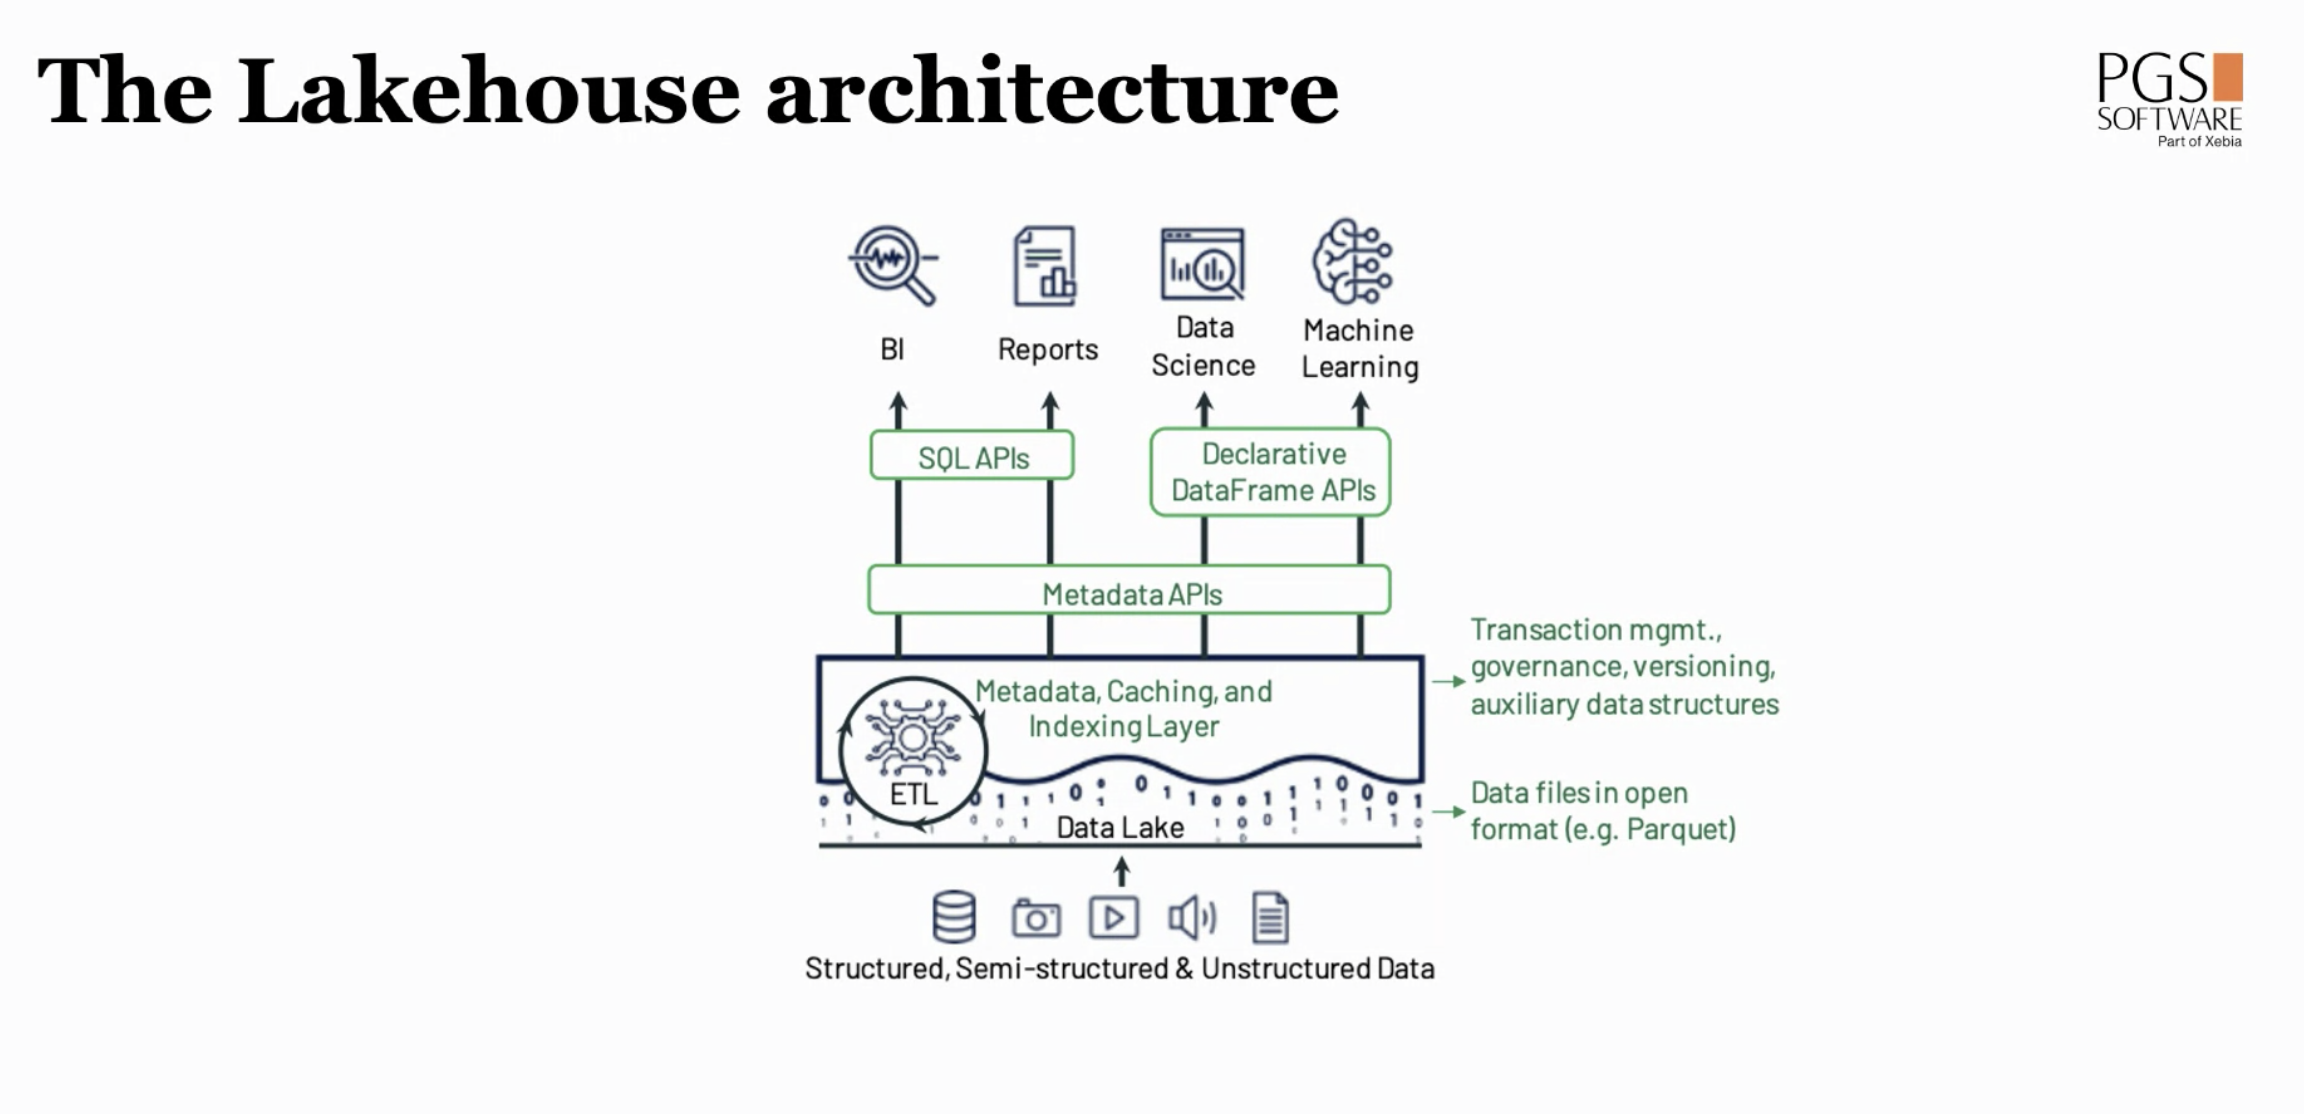 The Lakehouse architecture
PGS
SOFTWARE
Part of Xebia
BI
Reports
Data
Science
Machine
Learning
SQL APIs
Declarative
DataFrame APIs
Metadata APIs
Metadata, Caching, and
Indexing Layer
Transaction mgmt.,
governance, versioning,
auxiliary data structures
ETL
Data Lake
Data files in open
format (e.g. Parquet)
Structured, Semi-structured & Unstructured Data